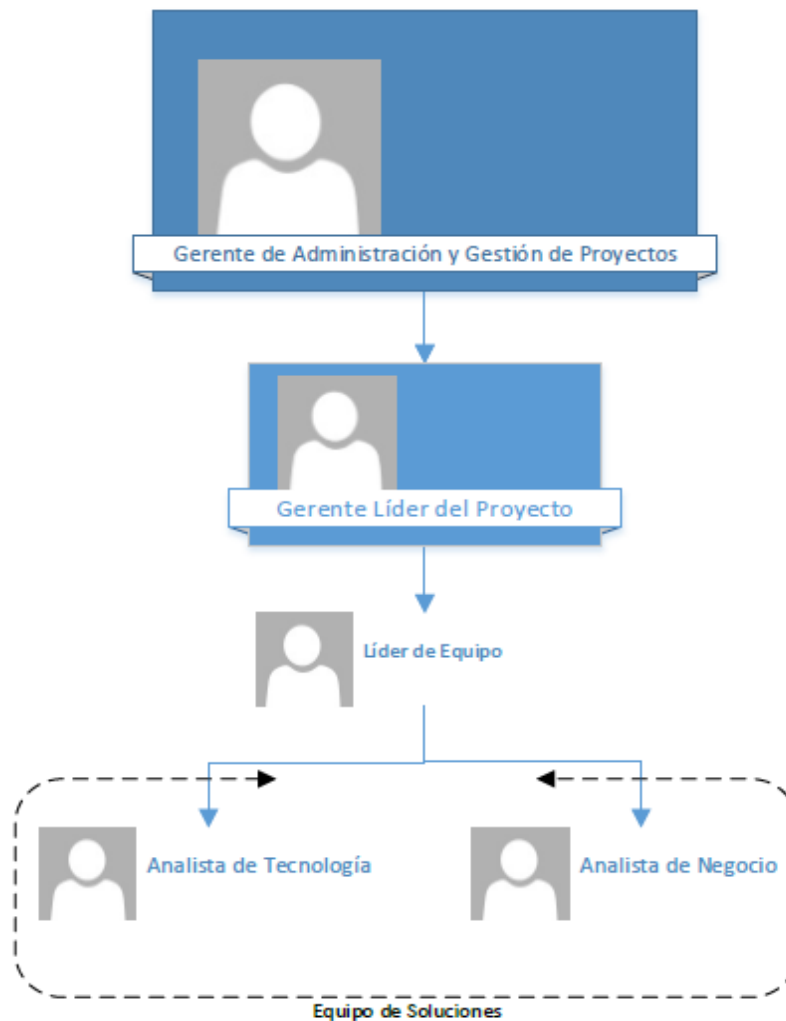 Gerente de Administración y Gestión de Proyectos
Gerente Líder del Proyecto
Líder de Equipo
Analista de Tecnología
Analista de Negocio
Equipo de Soluciones